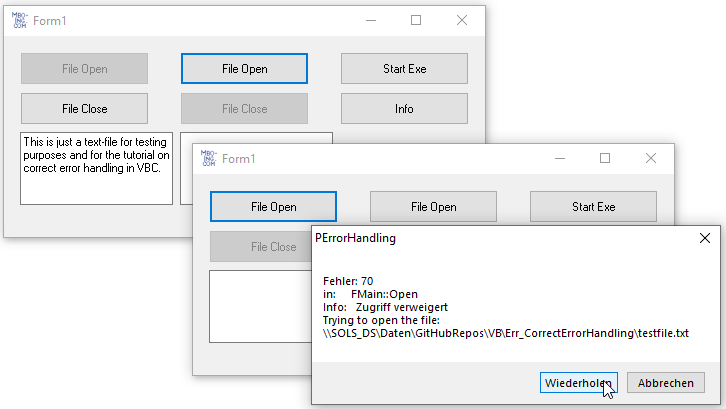 MBO-
ING.
COM
Form1
File Open
File Open
Start Exe
File Close
File Close
Info
This is just a text-file for testing
purposes and for the tutorial on
correct error handling in VBC.
MBO-
ING.
COM
Form1
File Open
File Open
Start Exe
File Close
PErrorHandling
Fehler: 70
in: FMain::Open
Info: Zugriff verweigert
Trying to open the file:
\\SOLS_DS\Daten\GitHubRepos\VB\Err_CorrectErrorHandling\testfile.txt
Wiederholen
Abbrechen